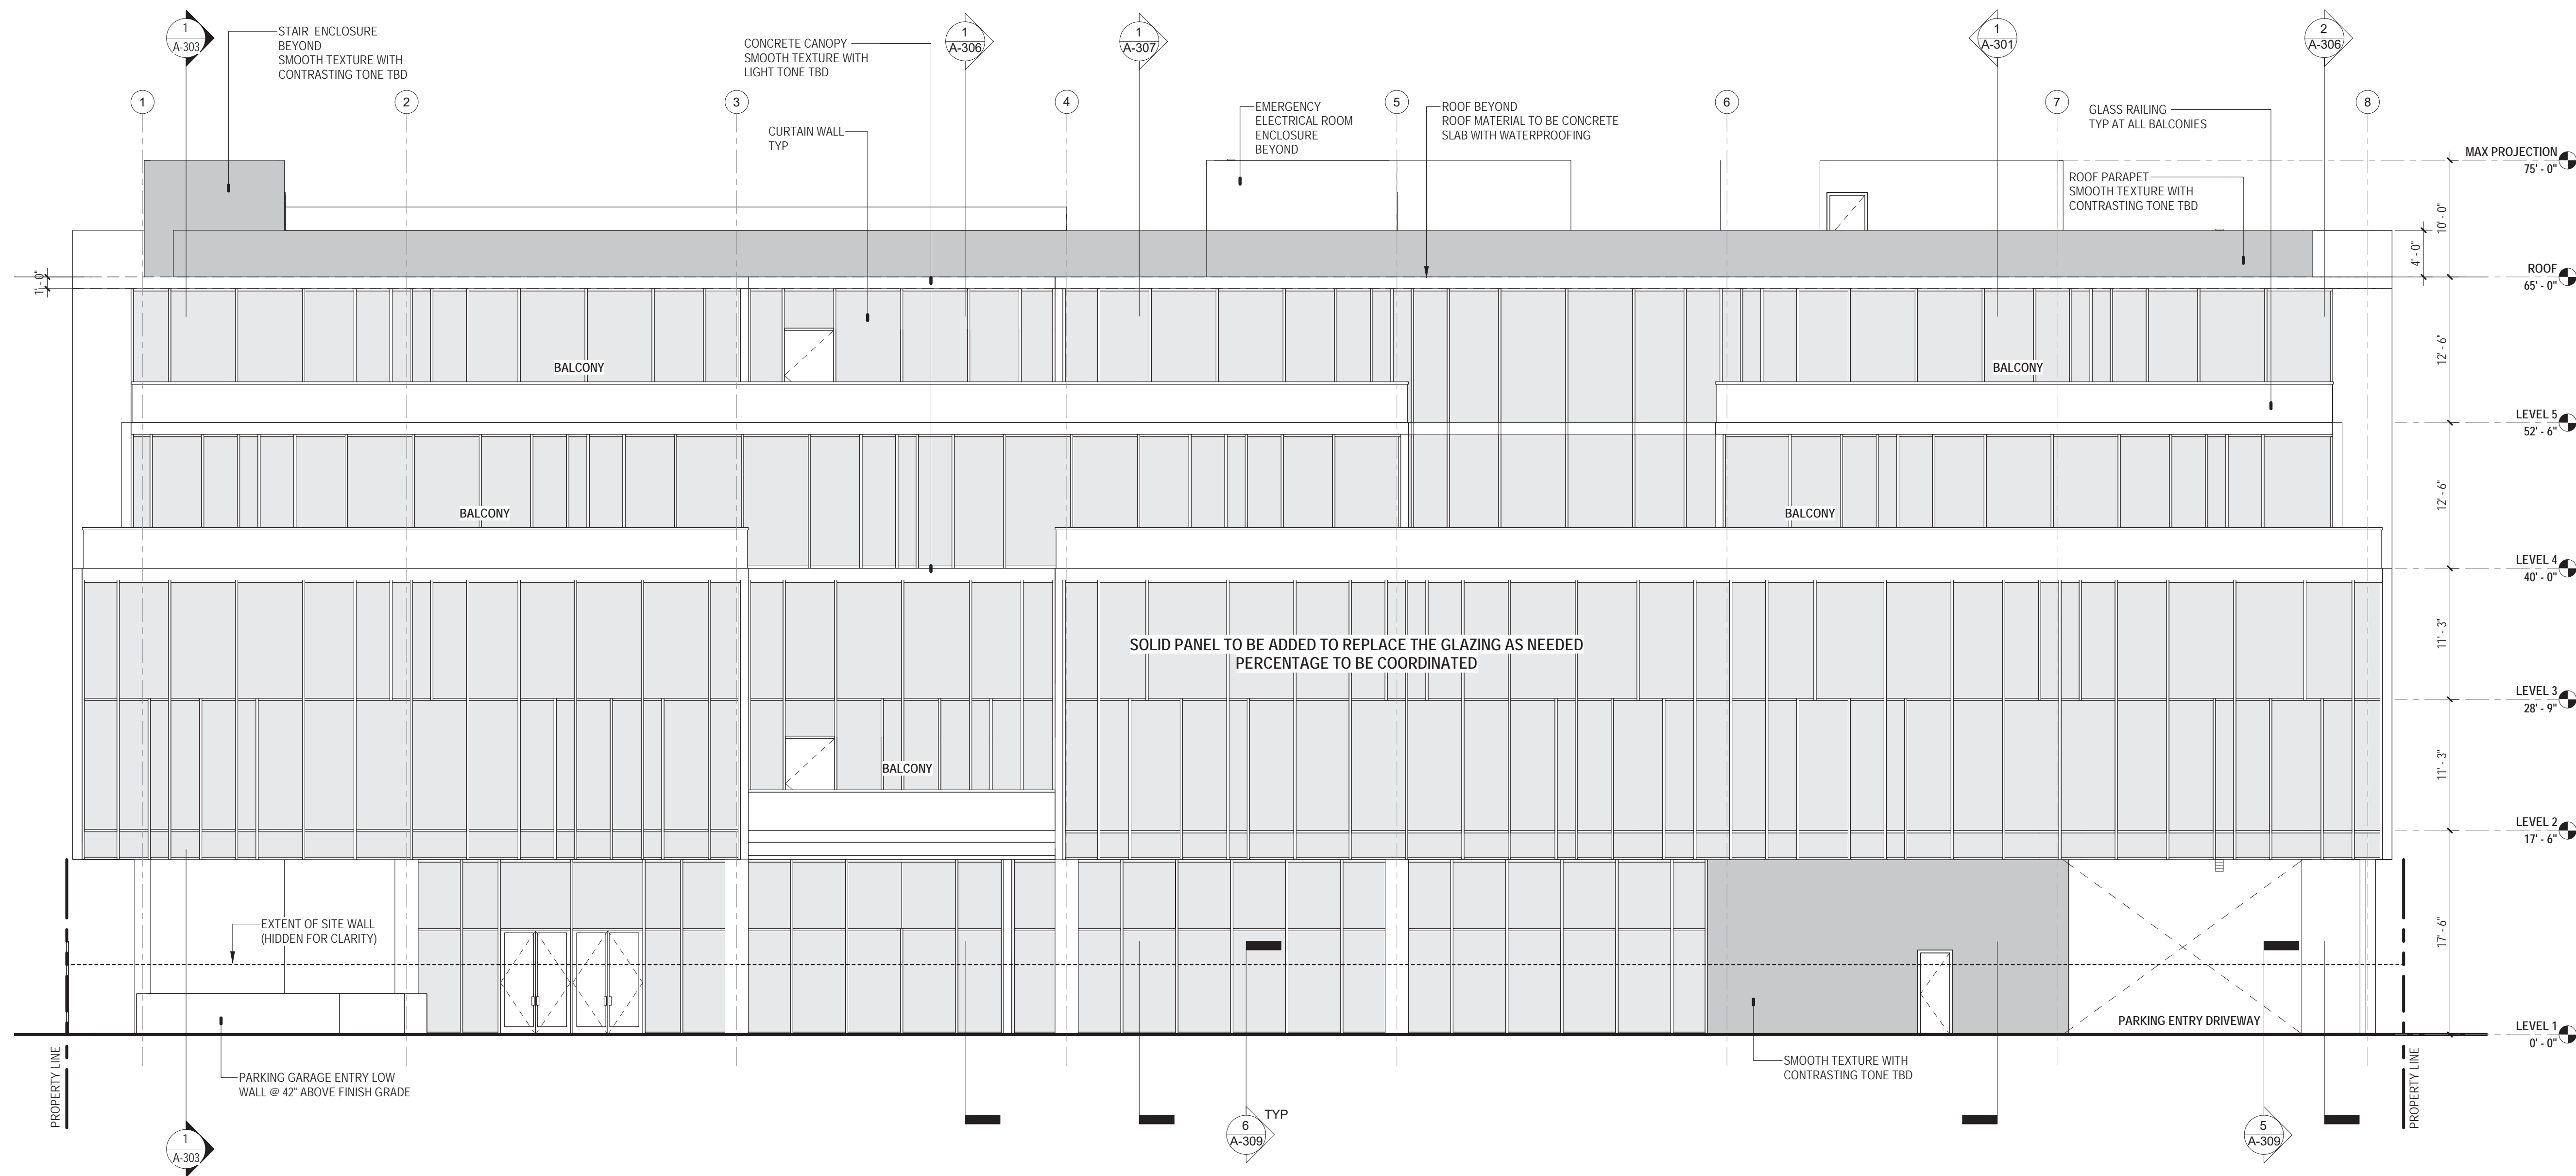 1
A-303
STAIR ENCLOSURE
BEYOND
SMOOTH TEXTURE WITH
CONTRASTING TONE TBD
CONCRETE CANOPY
SMOOTH TEXTURE WITH
LIGHT TONE TBD
1
A-306
1
A-307
1
A-301
2
A-306
1
2
3
4
5
6
7
8
CURTAIN WALL
TYP
EMERGENCY
ELECTRICAL ROOM
ENCLOSURE
BEYOND
ROOF BEYOND
ROOF MATERIAL TO BE CONCRETE
SLAB WITH WATERPROOFING
GLASS RAILING
TYP AT ALL BALCONIES
ROOF PARAPET
SMOOTH TEXTURE WITH
CONTRASTING TONE TBD
MAX PROJECTION
75' - 0"
10' - 0"
4' - 0"
1' - 0"
ROOF
65' - 0"
12' - 6"
BALCONY
BALCONY
LEVEL 5
52' - 6"
12' - 6"
BALCONY
BALCONY
LEVEL 4
40' - 0"
11' - 3"
SOLID PANEL TO BE ADDED TO REPLACE THE GLAZING AS NEEDED
PERCENTAGE TO BE COORDINATED
LEVEL 3
28' - 9"
11' - 3"
BALCONY
LEVEL 2
17' - 6"
17' - 6"
EXTENT OF SITE WALL
(HIDDEN FOR CLARITY)
PARKING ENTRY DRIVEWAY
LEVEL 1
0' - 0"
PROPERTY LINE
PARKING GARAGE ENTRY LOW
WALL @ 42" ABOVE FINISH GRADE
SMOOTH TEXTURE WITH
CONTRASTING TONE TBD
PROPERTY LINE
1
A-303
6
A-309
TYP
5
A-309